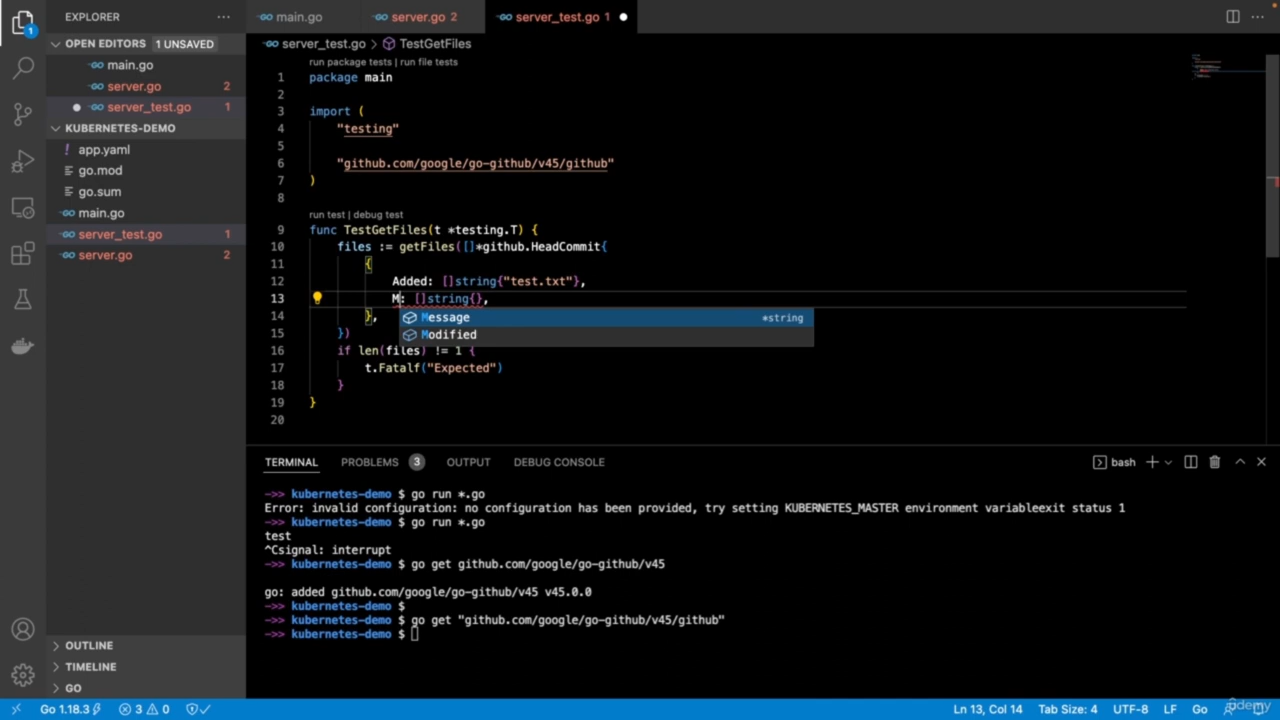 EXPLORER
main.go
server.go 2
server_test.go 1
OPEN EDITORS 1 UNSAVED
main.go
server.go 2
server_test.go 1
KUBERNETES-DEMO
app.yaml
go.mod
go.sum
main.go
server_test.go 1
server.go 2
OUTLINE
TIMELINE
GO
server_test.go > TestGetFiles
run package tests | run file tests
1 package main
2
3 import (
4 "testing"
5
6 "github.com/google/go-github/v45/github"
7 )
8
run test | debug test
9 func TestGetFiles(t *testing.T) {
10 files := getFiles([]*github.HeadCommit{
11 {
12 Added: []string{"test.txt"},
13 M: []string{},
14 },
Message *string
Modified
15 })
16 if len(files) != 1 {
17 t.Fatalf("Expected")
18 }
19 }
20
TERMINAL PROBLEMS 3 OUTPUT DEBUG CONSOLE
bash
->> kubernetes-demo $ go run *.go
Error: invalid configuration: no configuration has been provided, try setting KUBERNETES_MASTER environment variableexit status 1
->> kubernetes-demo $ go run *.go
test
^Csignal: interrupt
->> kubernetes-demo $ go get github.com/google/go-github/v45
go: added github.com/google/go-github/v45 v45.0.0
->> kubernetes-demo $
->> kubernetes-demo $ go get "github.com/google/go-github/v45/github"
->> kubernetes-demo $
1
Go 1.18.3 3 0
Ln 13, Col 14 Tab Size: 4 UTF-8 LF Go
udemy